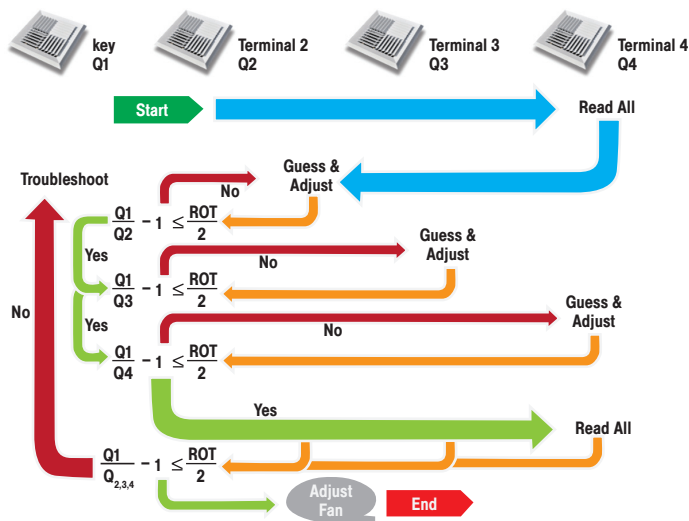 key
Q1
Terminal 2
Q2
Terminal 3
Q3
Terminal 4
Q4
Start
Read All
Troubleshoot
Guess &
Adjust
No
Q1/Q2 − 1 ≤ ROT/2
Yes
Guess &
Adjust
No
Q1/Q3 − 1 ≤ ROT/2
No
Yes
Guess &
Adjust
No
Q1/Q4 − 1 ≤ ROT/2
Yes
Read All
Q1/Q2,3,4 − 1 ≤ ROT/2
Adjust
Fan
End